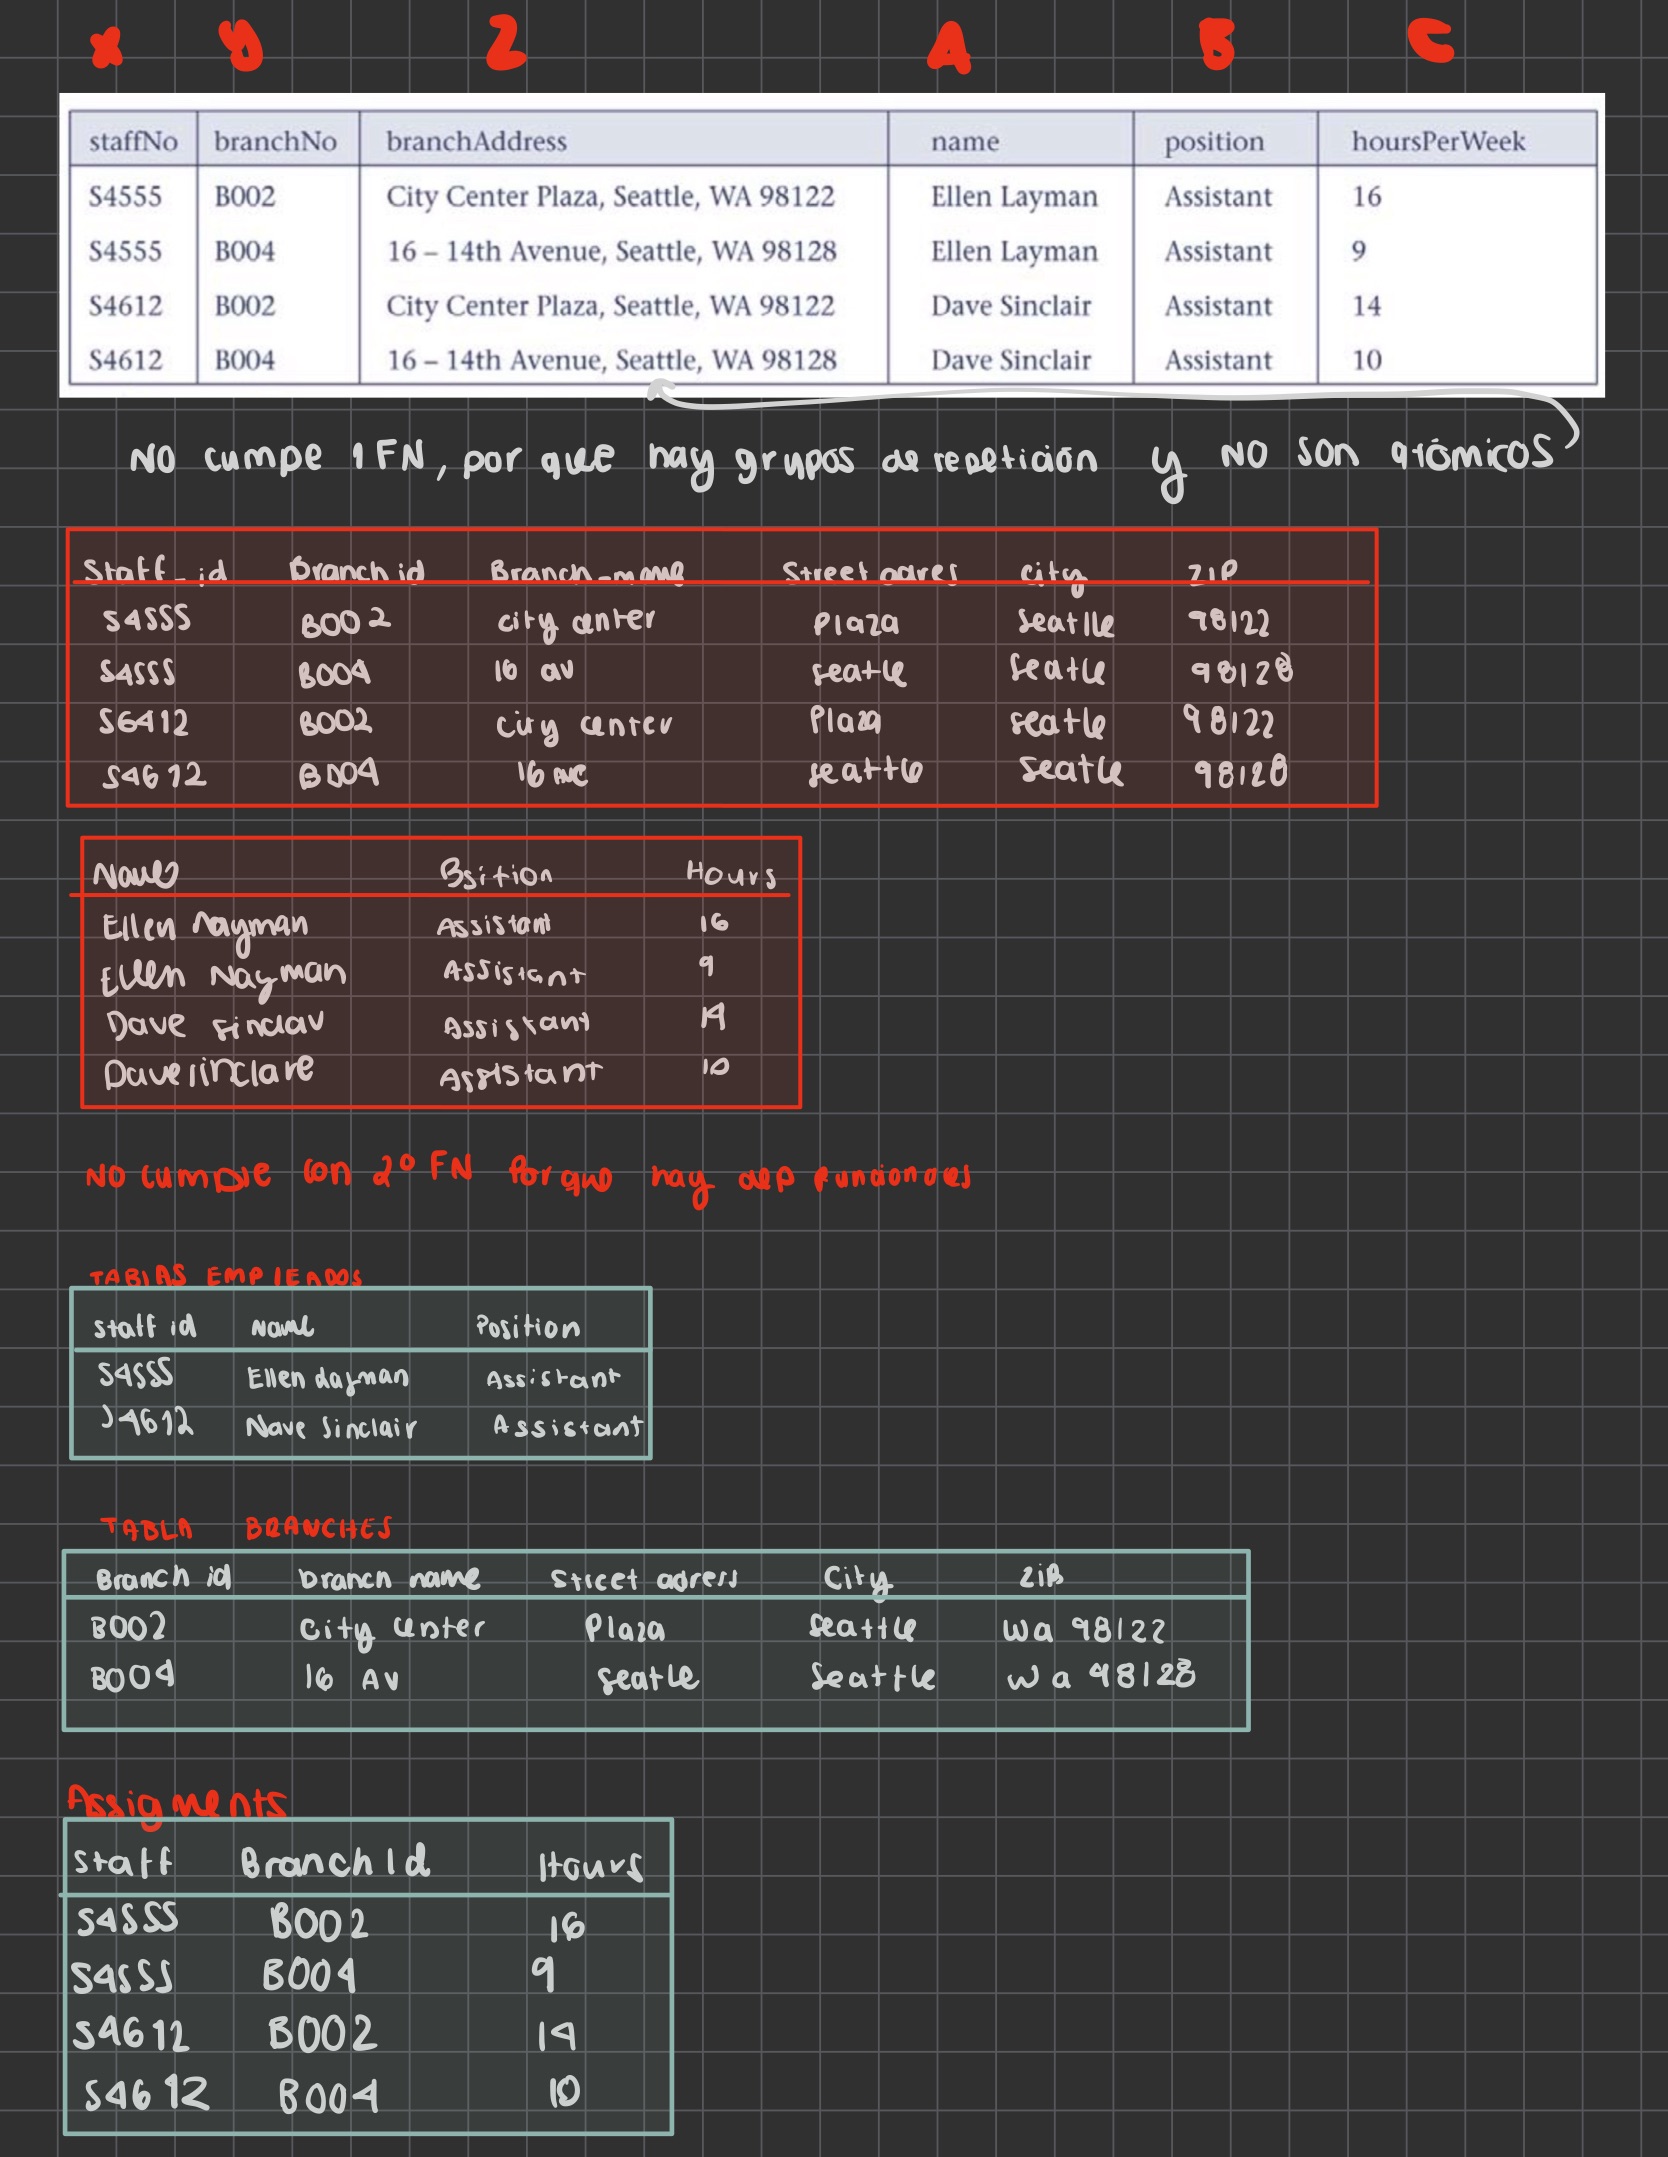 x y z A B C
staffNo branchNo branchAddress name position hoursPerWeek
S4555 B002 City Center Plaza, Seattle, WA 98122 Ellen Layman Assistant 16
S4555 B004 16 – 14th Avenue, Seattle, WA 98128 Ellen Layman Assistant 9
S4612 B002 City Center Plaza, Seattle, WA 98122 Dave Sinclair Assistant 14
S4612 B004 16 – 14th Avenue, Seattle, WA 98128 Dave Sinclair Assistant 10
No cumpe 1FN, por que hay grupos de repetición y NO son atómicos
Staff_id Branch id Branch-name Street adres city ZIP
S4555 B002 city center Plaza Seatlle 98122
S4555 B004 16 av seatle Seatle 98128
S6412 B002 city center Plaza seatle 98122
S4612 B004 16 Ave seattle Seatle 98128
Name Position Hours
Ellen Nayman Assistant 16
Ellen Nayman Assistant 9
Dave Assistant 14
Dave sinclare Assistant 10
NO cumple con 2º FN Porque hay dep funcionales
TABLAS EMPLEADOS
Staff id Name Position
S4555 Ellen Assistant
S4612 Nave Sinclair Assistant
TABLA BRANCHES
Branch id branch name Street adress City ZIP
B002 City center Plaza Seattle Wa 98122
B004 16 Av seatle Seattle Wa 98128
Assigments
Staff Branch Id Hours
S4555 B002 16
S4555 B004 9
S4612 B002 14
S4612 B004 10